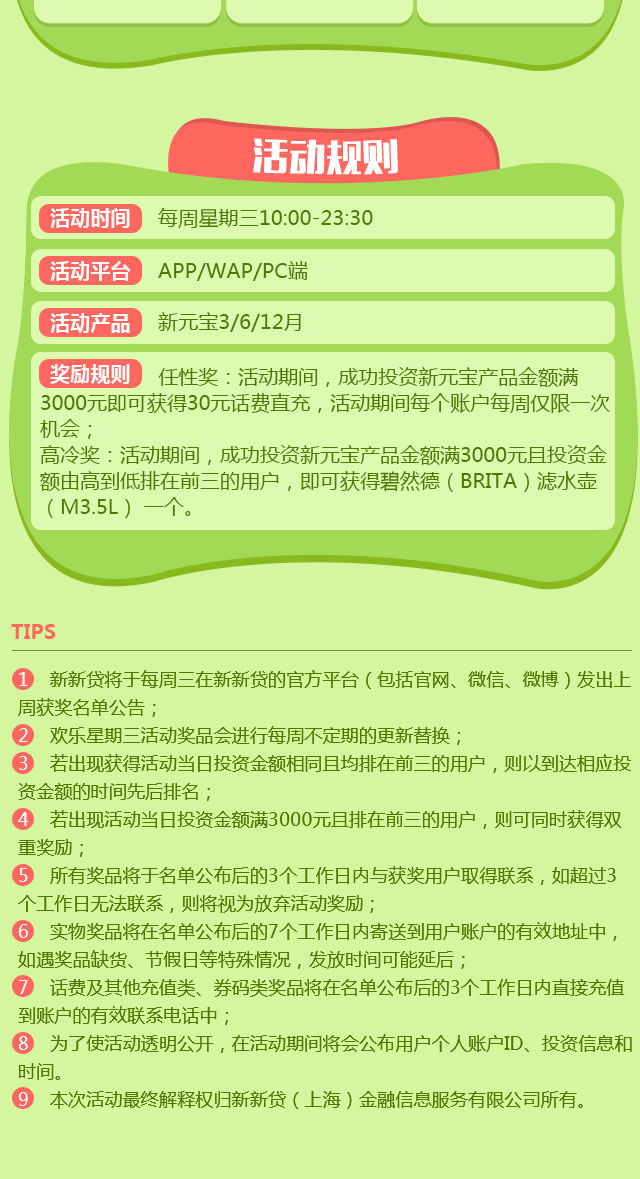 活动规则
活动时间 每周星期三10:00-23:30
活动平台 APP/WAP/PC端
活动产品 新元宝3/6/12月
奖励规则 任性奖：活动期间，成功投资新元宝产品金额满
3000元即可获得30元话费直充，活动期间每个账户每周仅限一次
机会；
高冷奖：活动期间，成功投资新元宝产品金额满3000元且投资金
额由高到低排在前三的用户，即可获得碧然德（BRITA）滤水壶
（M3.5L） 一个。
TIPS
1 新新贷将于每周三在新新贷的官方平台（包括官网、微信、微博）发出上
周获奖名单公告；
2 欢乐星期三活动奖品会进行每周不定期的更新替换；
3 若出现获得活动当日投资金额相同且均排在前三的用户，则以到达相应投
资金额的时间先后排名；
4 若出现活动当日投资金额满3000元且排在前三的用户，则可同时获得双
重奖励；
5 所有奖品将于名单公布后的3个工作日内与获奖用户取得联系，如超过3
个工作日无法联系，则将视为放弃活动奖励；
6 实物奖品将在名单公布后的7个工作日内寄送到用户账户的有效地址中，
如遇奖品缺货、节假日等特殊情况，发放时间可能延后；
7 话费及其他充值类、券码类奖品将在名单公布后的3个工作日内直接充值
到账户的有效联系电话中；
8 为了使活动透明公开，在活动期间将会公布用户个人账户ID、投资信息和
时间。
9 本次活动最终解释权归新新贷（上海）金融信息服务有限公司所有。